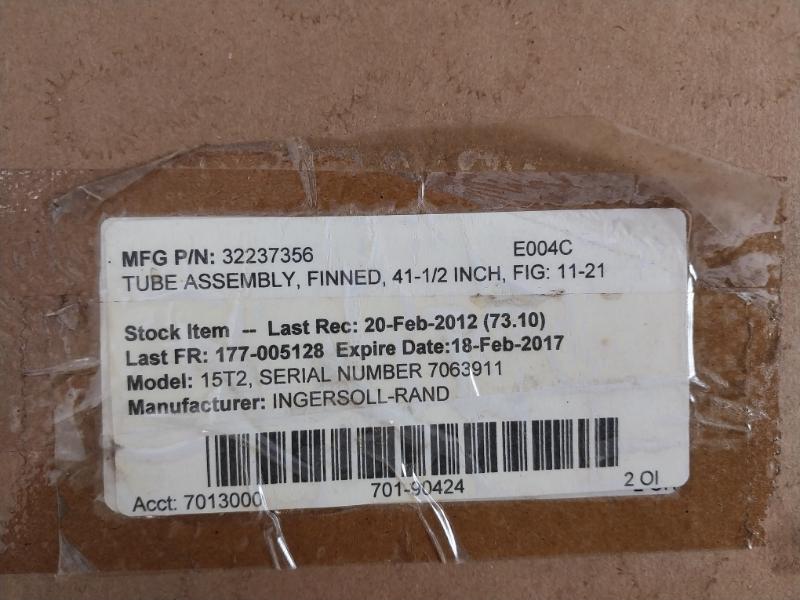 MFG P/N: 32237356 E004C
TUBE ASSEMBLY, FINNED, 41-1/2 INCH, FIG: 11-21
Stock Item -- Last Rec: 20-Feb-2012 (73.10)
Last FR: 177-005128 Expire Date:18-Feb-2017
Model: 15T2, SERIAL NUMBER 7063911
Manufacturer: INGERSOLL-RAND
Acct: 7013000 701-90424 2 OI